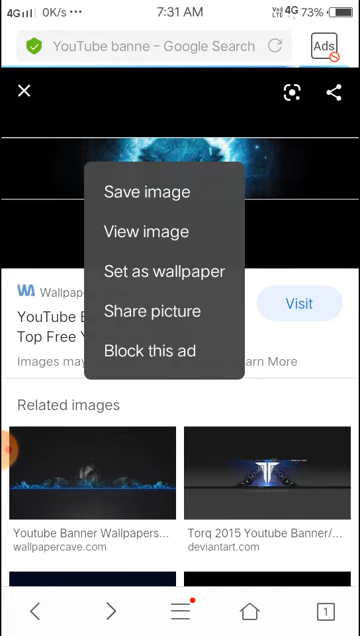 4G 0K/s ... 7:31 AM VoLTE 4G 73%
YouTube banne - Google Search Ads
Save image
View image
Set as wallpaper
Share picture
Block this ad
Wallpap
Visit
YouTube
Top Free
Images may
arn More
Related images
Youtube Banner Wallpapers...
wallpapercave.com
Torq 2015 Youtube Banner/...
deviantart.com
1